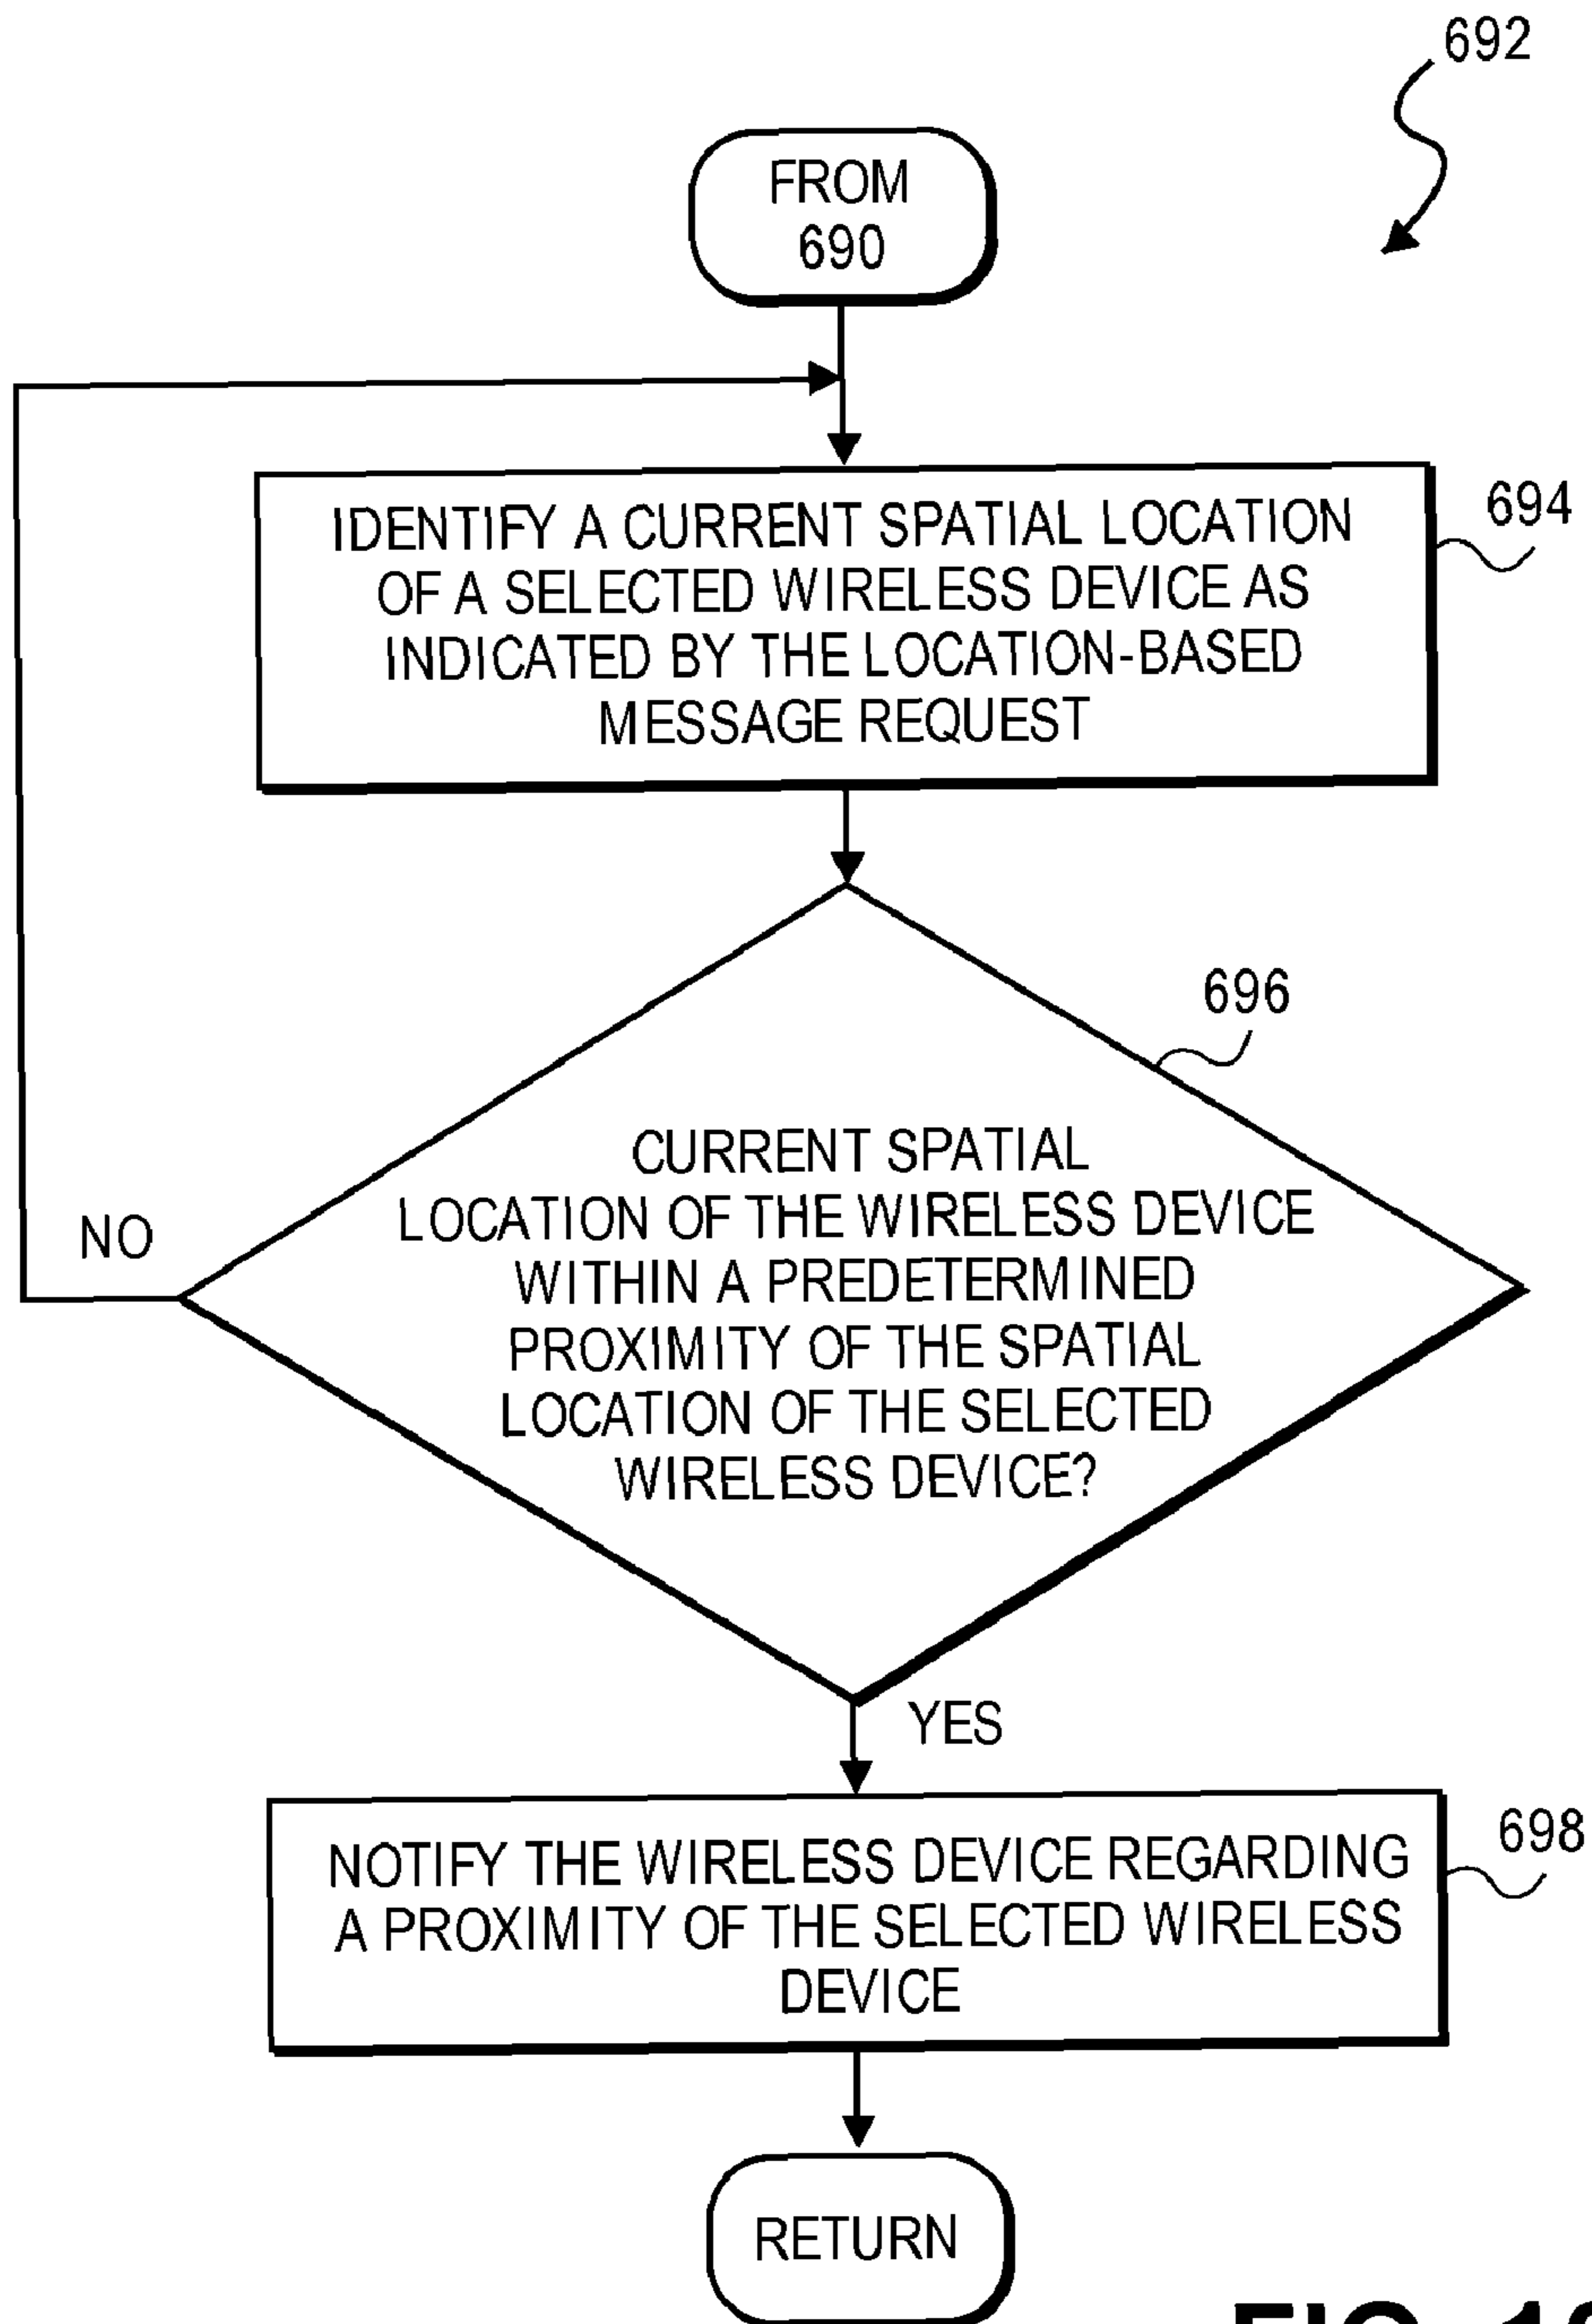 692
FROM
690
IDENTIFY A CURRENT SPATIAL LOCATION
OF A SELECTED WIRELESS DEVICE AS
INDICATED BY THE LOCATION-BASED
MESSAGE REQUEST
694
696
CURRENT SPATIAL
LOCATION OF THE WIRELESS DEVICE
WITHIN A PREDETERMINED
PROXIMITY OF THE SPATIAL
LOCATION OF THE SELECTED
WIRELESS DEVICE?
NO
YES
NOTIFY THE WIRELESS DEVICE REGARDING
A PROXIMITY OF THE SELECTED WIRELESS
DEVICE
698
RETURN